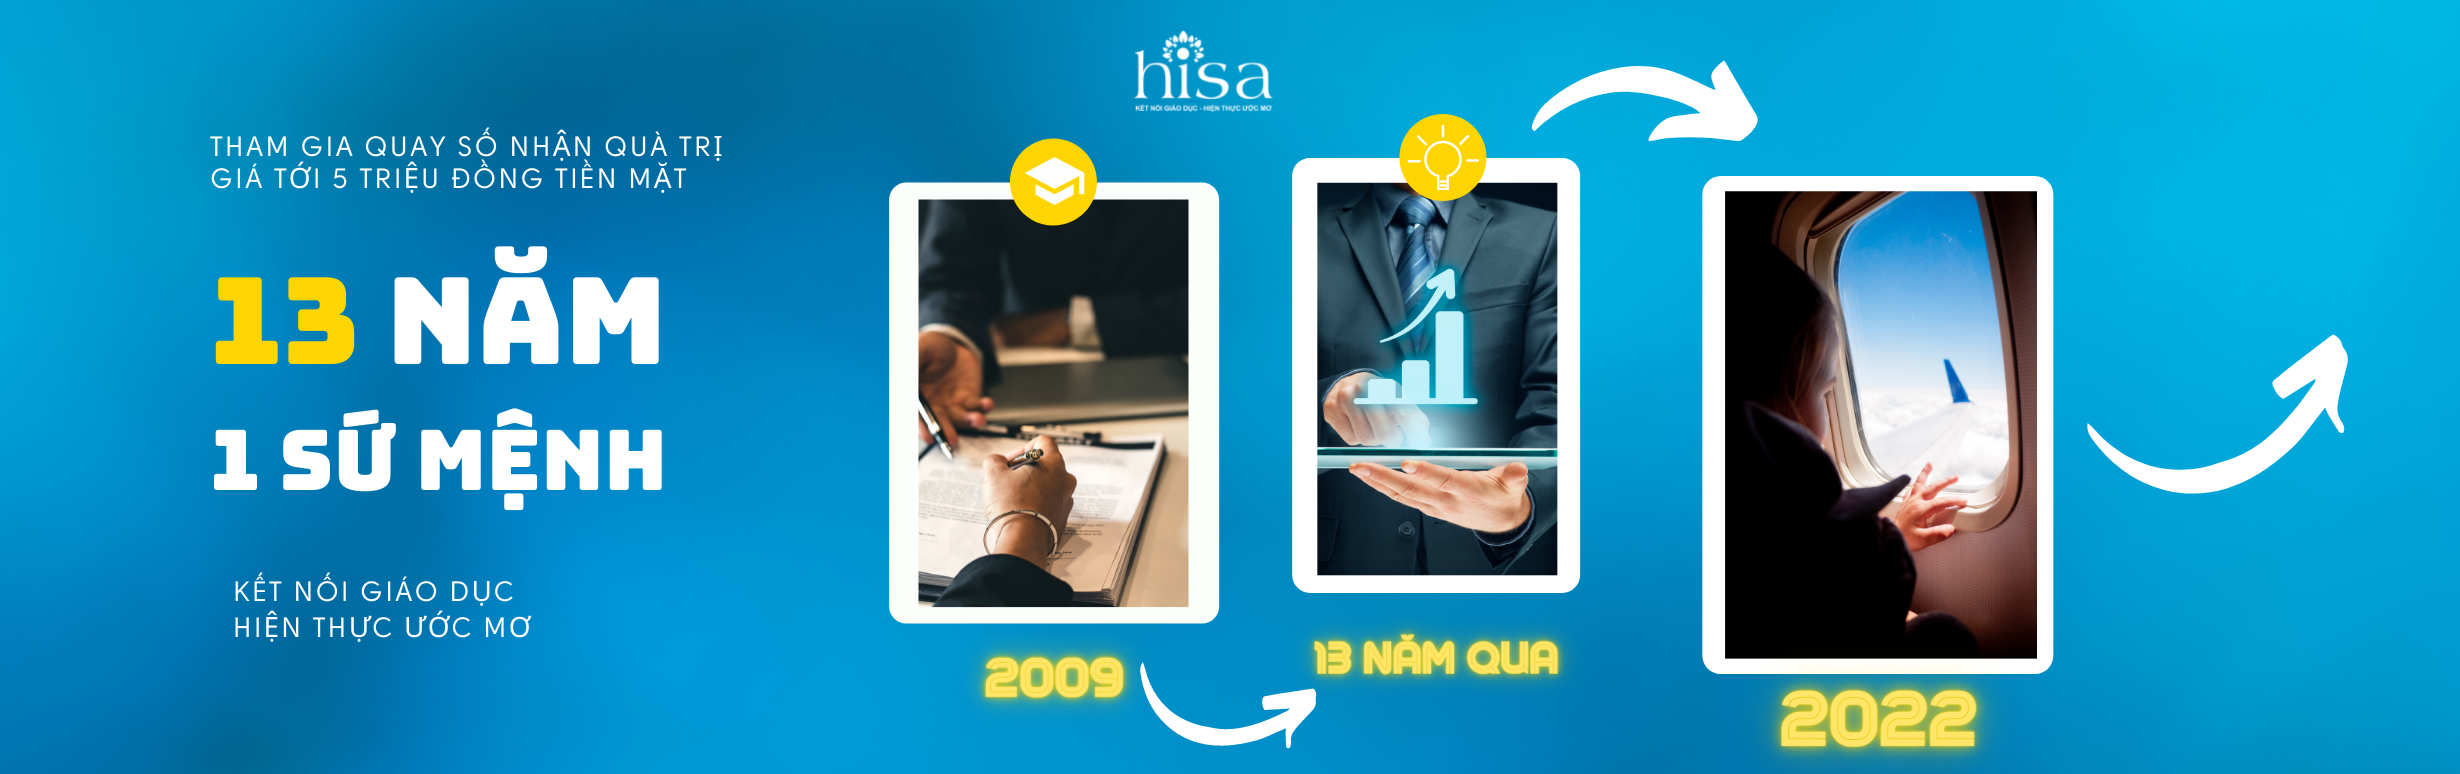 hisa
KẾT NỐI GIÁO DỤC - HIỆN THỰC ƯỚC MƠ
THAM GIA QUAY SỐ NHẬN QUÀ TRỊ
GIÁ TỚI 5 TRIỆU ĐỒNG TIỀN MẶT
13 NĂM
1 SỨ MỆNH
KẾT NỐI GIÁO DỤC
HIỆN THỰC ƯỚC MƠ
2009
13 NĂM QUA
2022